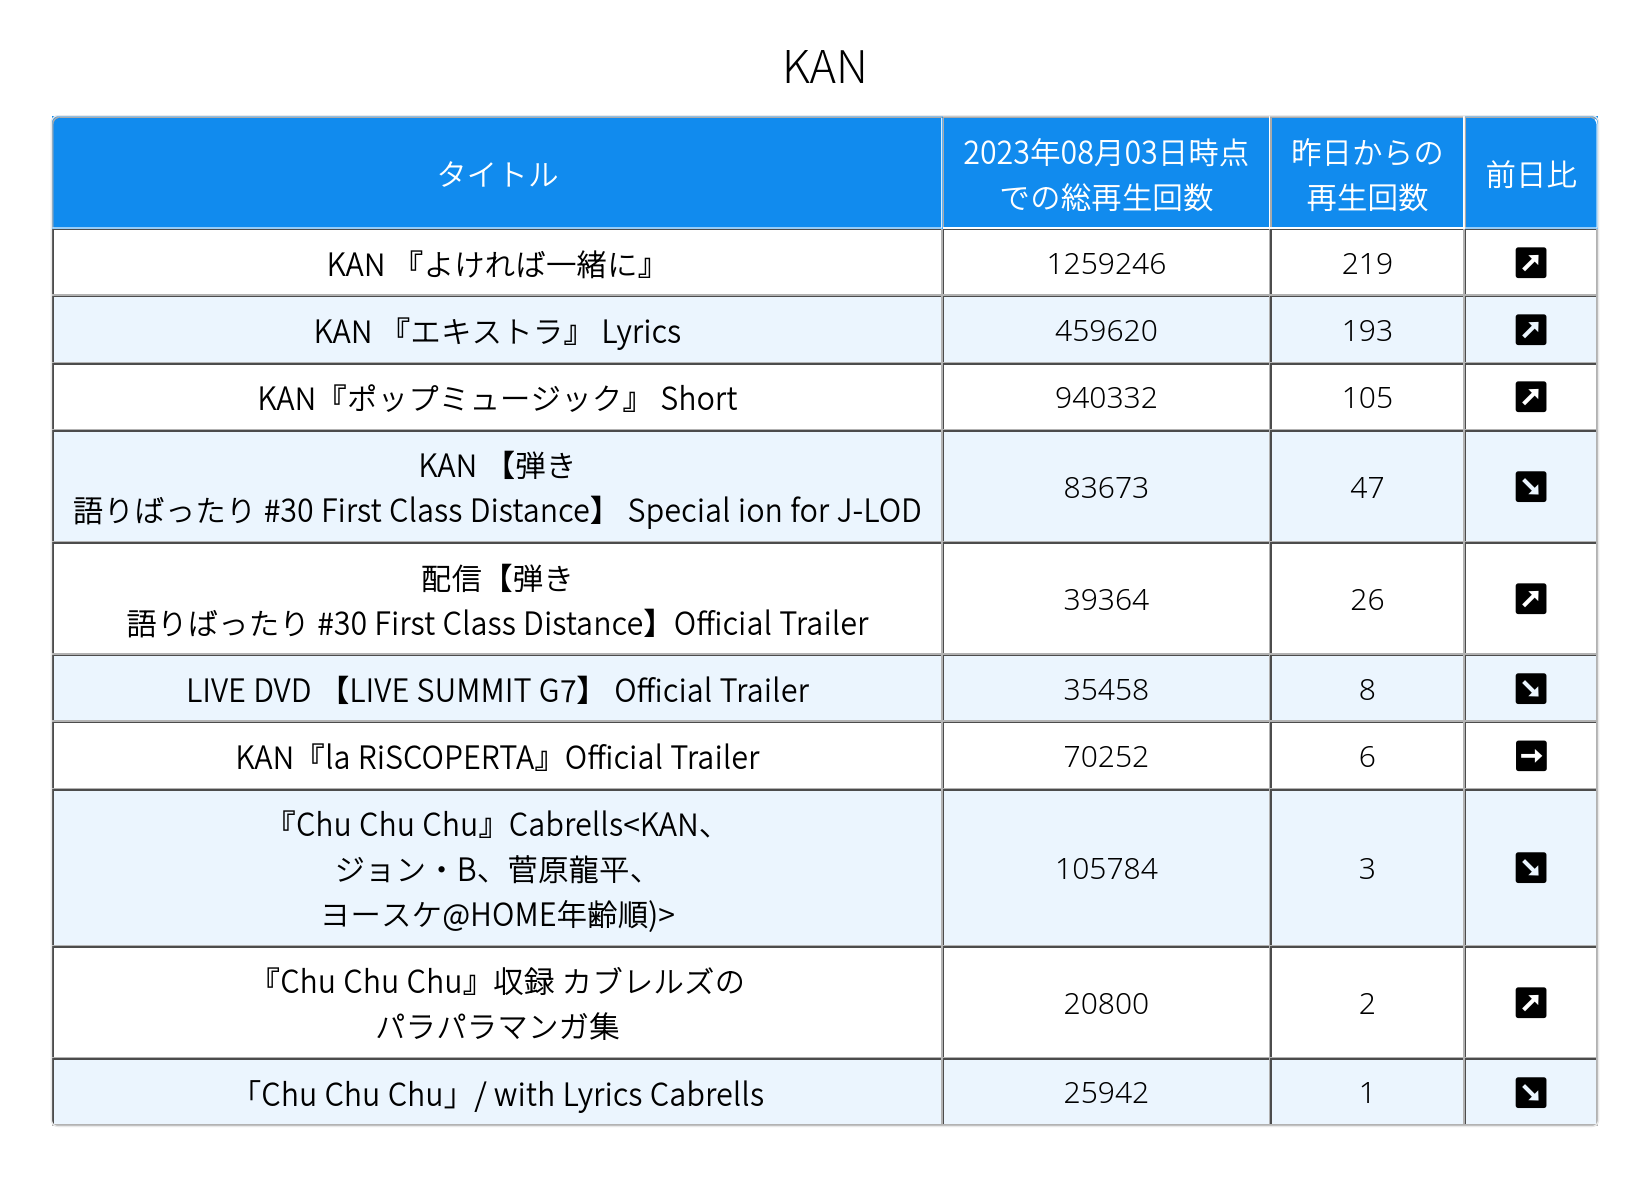 KAN
タイトル
2023年08月03日時点
での総再生回数
昨日からの
再生回数
前日比
KAN 『よければ一緒に』
1259246
219
KAN 『エキストラ』 Lyrics
459620
193
KAN『ポップミュージック』 Short
940332
105
KAN 【弾き
語りばったり #30 First Class Distance】 Special ion for J-LOD
83673
47
配信【弾き
語りばったり #30 First Class Distance】Official Trailer
39364
26
LIVE DVD 【LIVE SUMMIT G7】 Official Trailer
35458
8
KAN『la RiSCOPERTA』Official Trailer
70252
6
『Chu Chu Chu』Cabrells<KAN、
ジョン・B、菅原龍平、
ヨースケ@HOME年齢順)>
105784
3
『Chu Chu Chu』収録 カブレルズの
パラパラマンガ集
20800
2
「Chu Chu Chu」/ with Lyrics Cabrells
25942
1